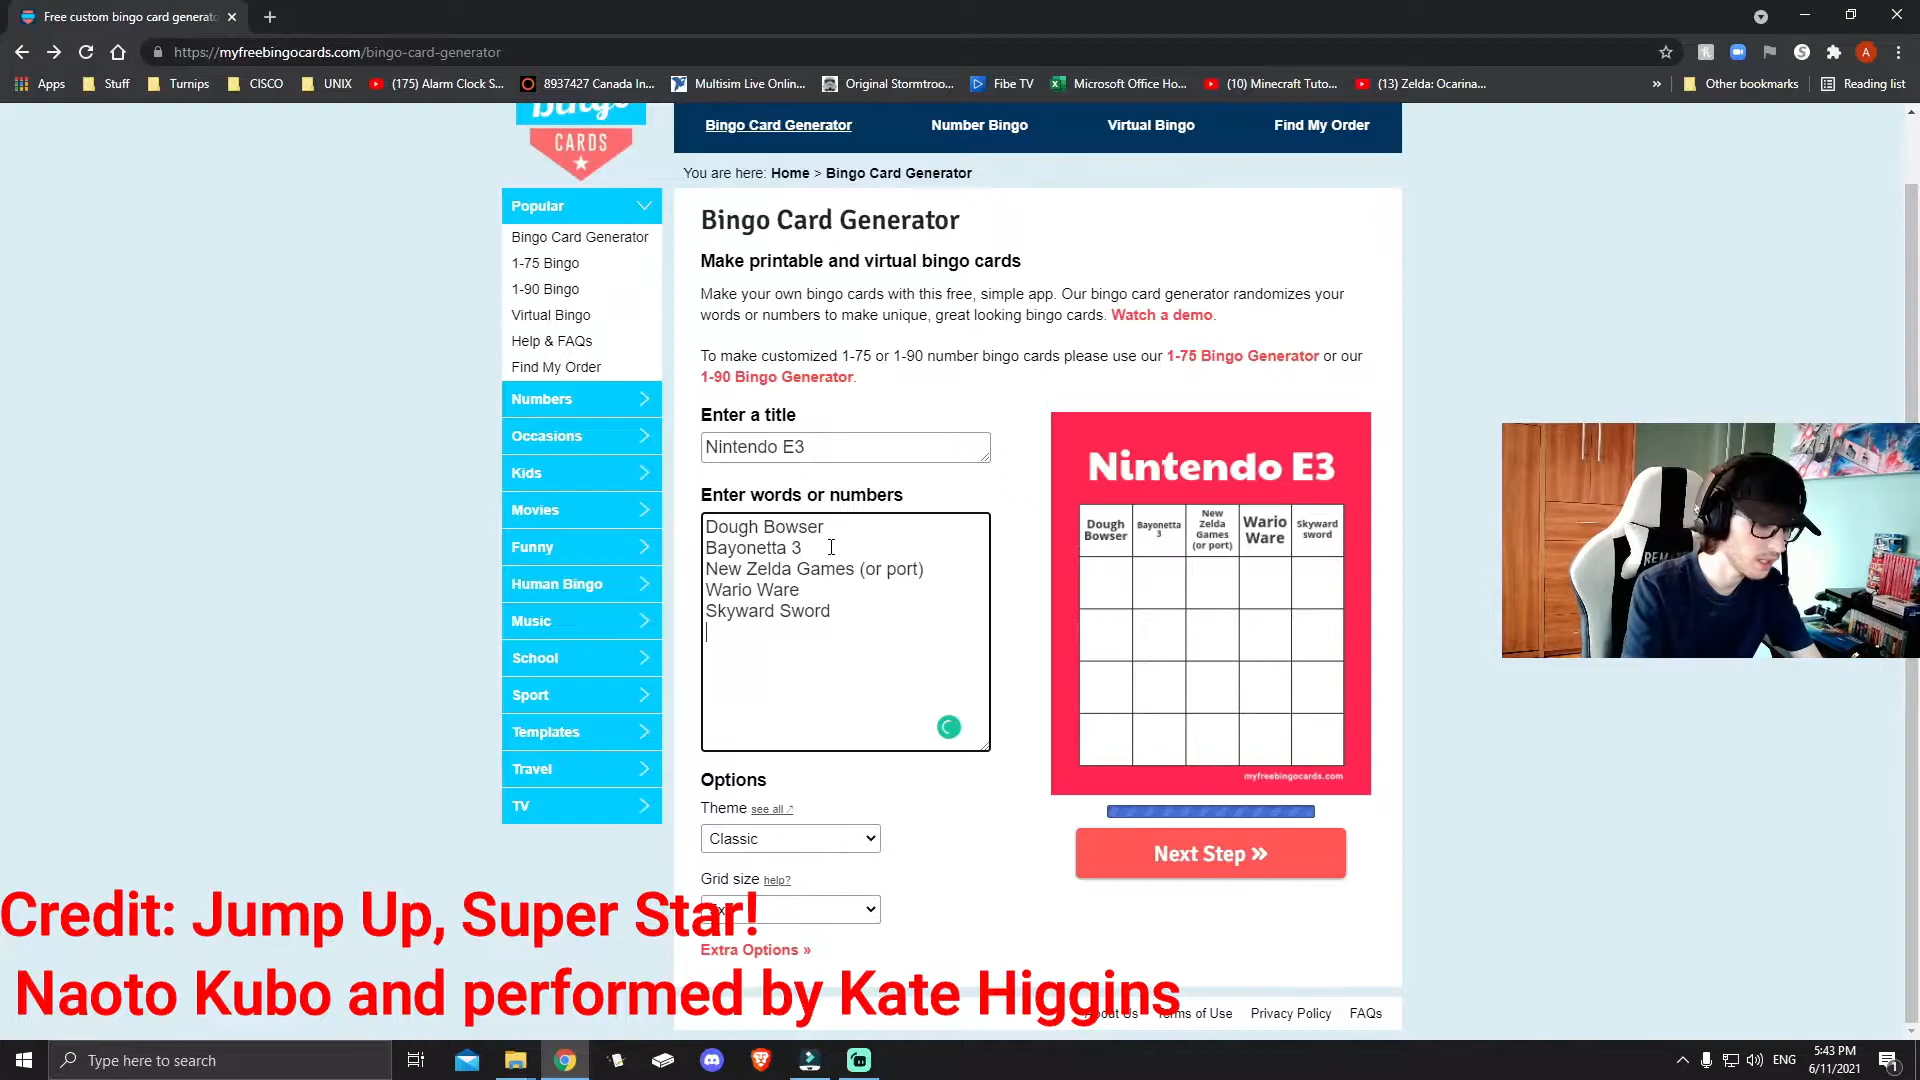 Free custom bingo card generato
https://myfreebingocards.com/bingo-card-generator
A
Apps
Stuff
Turnips
CISCO
UNIX
(175) Alarm Clock S...
8937427 Canada In...
Multisim Live Onlin...
Original Stormtroo...
Fibe TV
Microsoft Office Ho...
(10) Minecraft Tuto...
(13) Zelda: Ocarina...
»
Other bookmarks
Reading list
Bingo
CARDS
Bingo Card Generator
Number Bingo
Virtual Bingo
Find My Order
You are here: Home > Bingo Card Generator
Popular
Bingo Card Generator
1-75 Bingo
1-90 Bingo
Virtual Bingo
Help & FAQs
Find My Order
Numbers
Occasions
Kids
Movies
Funny
Human Bingo
Music
School
Sport
Templates
Travel
TV
Bingo Card Generator
Make printable and virtual bingo cards
Make your own bingo cards with this free, simple app. Our bingo card generator randomizes your
words or numbers to make unique, great looking bingo cards. Watch a demo.
To make customized 1-75 or 1-90 number bingo cards please use our 1-75 Bingo Generator or our
1-90 Bingo Generator.
Enter a title
Nintendo E3
Enter words or numbers
Dough Bowser
Bayonetta 3
New Zelda Games (or port)
Wario Ware
Skyward Sword
Options
Theme see all
Classic
Grid size help?
Extra Options »
Nintendo E3
Dough
Bowser
Bayonetta
3
New
Zelda
Games
(or port)
Wario
Ware
Skyward
sword
myfreebingocards.com
Next Step »
Credit: Jump Up, Super Star!
Naoto Kubo and performed by Kate Higgins
About Us
Terms of Use
Privacy Policy
FAQs
Type here to search
ENG
5:43 PM
6/11/2021
1